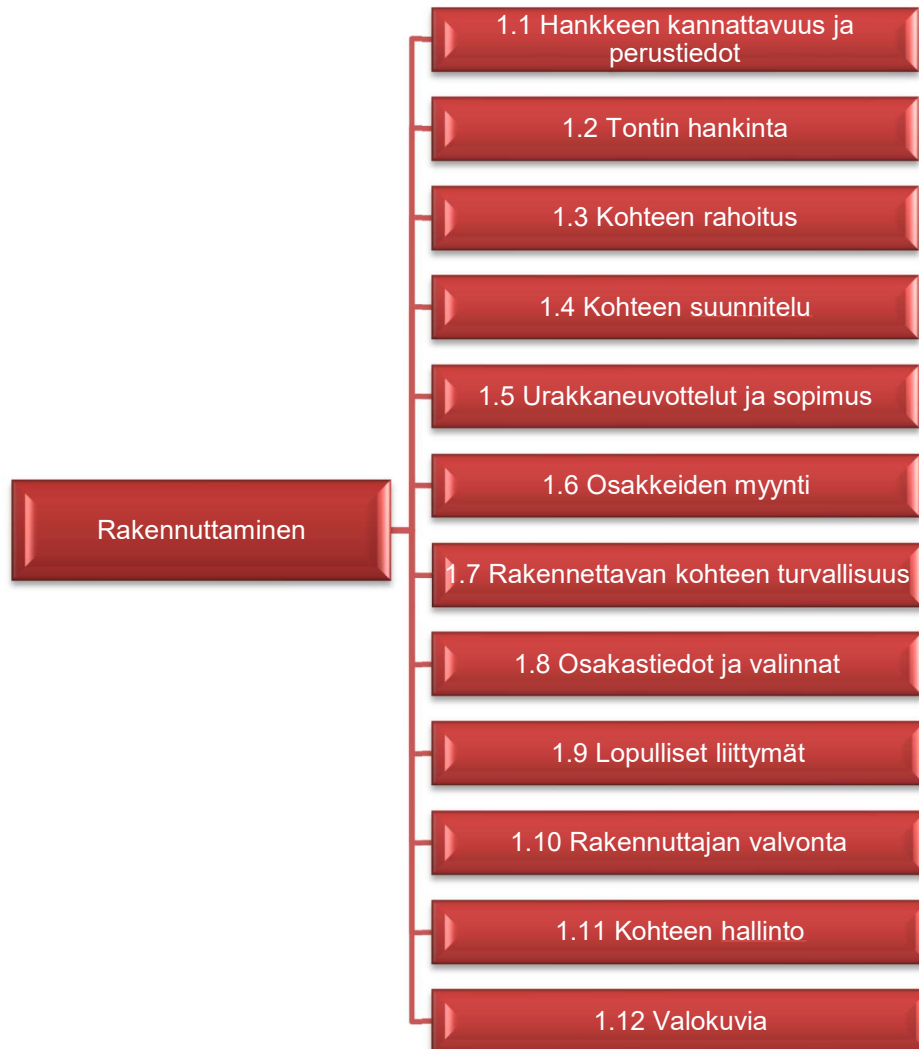 1.1 Hankkeen kannattavuus ja
perustiedot
1.2 Tontin hankinta
1.3 Kohteen rahoitus
1.4 Kohteen suunnitelu
1.5 Urakkaneuvottelut ja sopimus
1.6 Osakkeiden myynti
Rakennuttaminen
1.7 Rakennettavan kohteen turvallisuus
1.8 Osakastiedot ja valinnat
1.9 Lopulliset liittymät
1.10 Rakennuttajan valvonta
1.11 Kohteen hallinto
1.12 Valokuvia